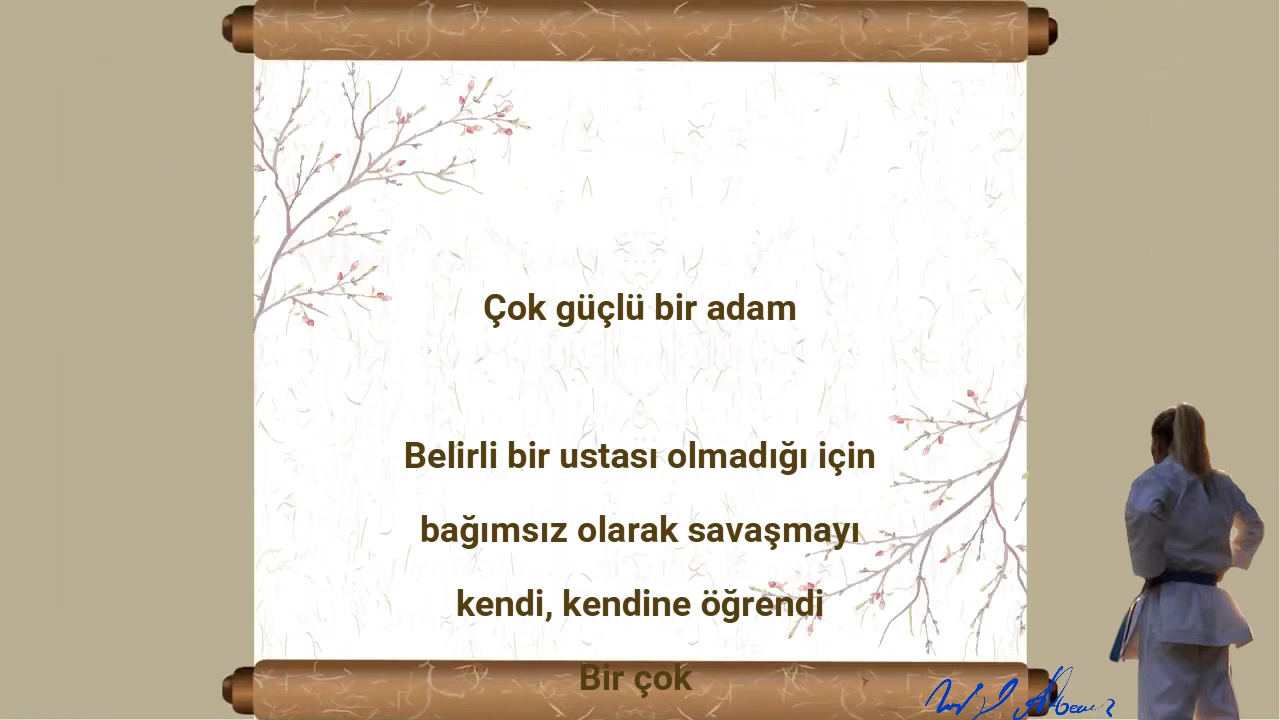 Çok güçlü bir adam
Belirli bir ustası olmadığı için
bağımsız olarak savaşmayı
kendi, kendine öğrendi
Bir çok